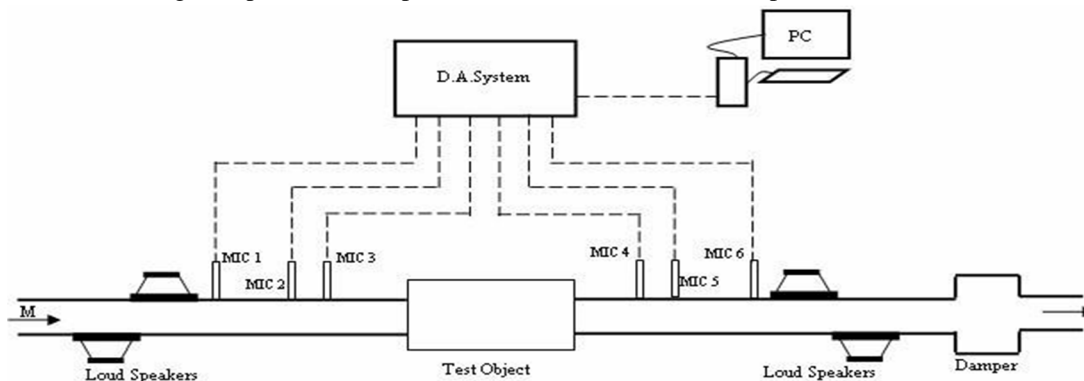 PC
D.A.System
MIC 1
MIC 2
MIC 3
MIC 4
MIC 5
MIC 6
M
Loud Speakers
Test Object
Loud Speakers
Damper